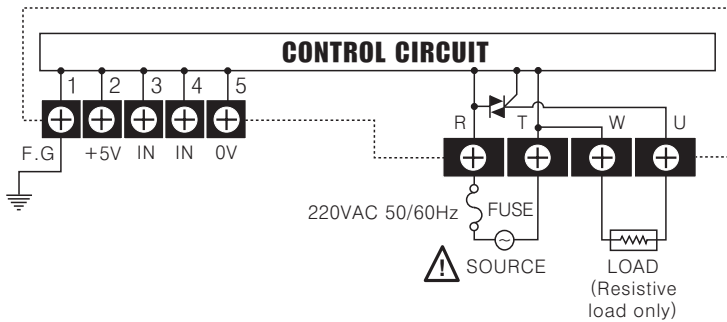 CONTROL CIRCUIT
1 2 3 4 5
R T W U
F.G +5V IN IN 0V
220VAC 50/60Hz FUSE
SOURCE
LOAD
(Resistive
load only)